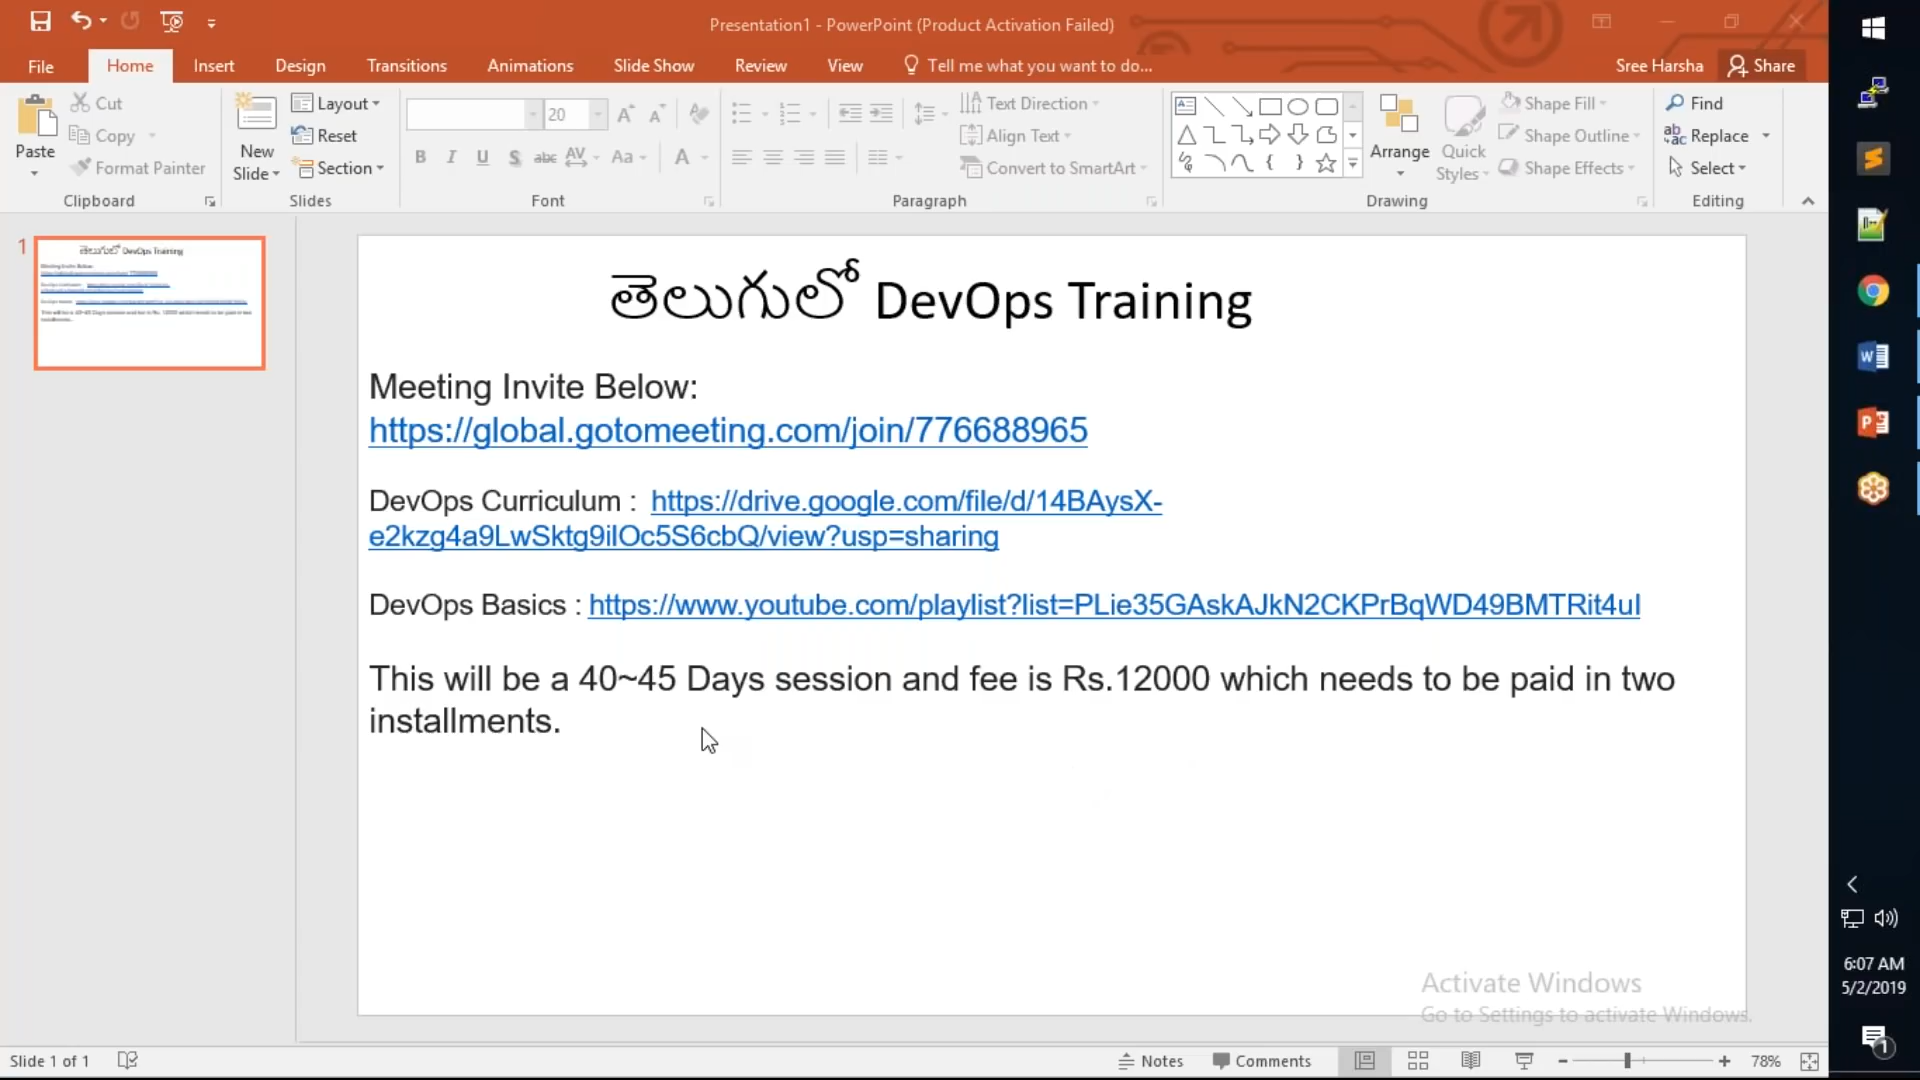 Presentation1 - PowerPoint (Product Activation Failed)
File Home Insert Design Transitions Animations Slide Show Review View Tell me what you want to do... Sree Harsha Share
Paste
Cut
Copy
Format Painter
Clipboard
New Slide
Layout
Reset
Section
Slides
20
B I U S abc AV Aa A
Font
Text Direction
Align Text
Convert to SmartArt
Paragraph
Arrange
Quick Styles
Shape Fill
Shape Outline
Shape Effects
Drawing
Find
Replace
Select
Editing
1
తెలుగులో DevOps Training
తెలుగులో DevOps Training
Meeting Invite Below:
https://global.gotomeeting.com/join/776688965
DevOps Curriculum : https://drive.google.com/file/d/14BAysX-
e2kzg4a9LwSktg9ilOc5S6cbQ/view?usp=sharing
DevOps Basics : https://www.youtube.com/playlist?list=PLie35GAskAJkN2CKPrBqWD49BMTRit4ul
This will be a 40~45 Days session and fee is Rs.12000 which needs to be paid in two
installments.
Activate Windows
Go to Settings to activate Windows.
6:07 AM
5/2/2019
1
Slide 1 of 1
Notes Comments 78%